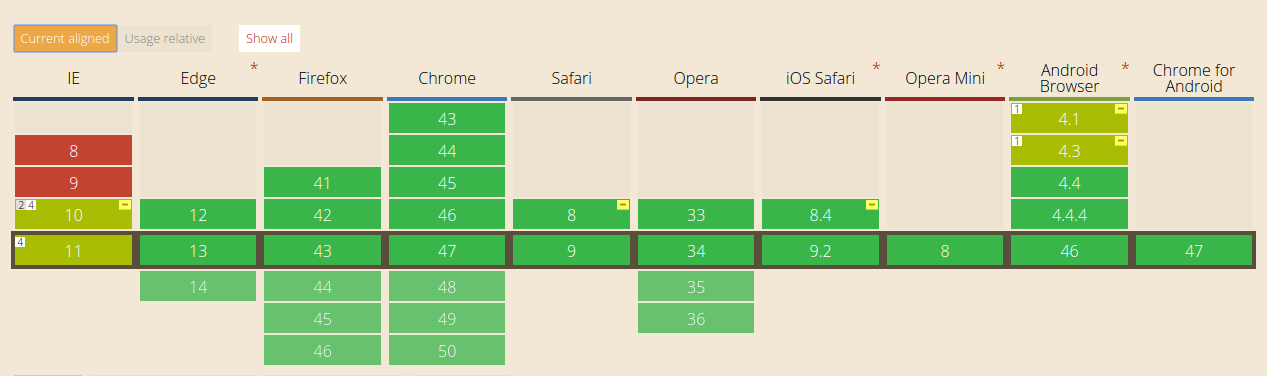 Current aligned Usage relative Show all
IE Edge * Firefox Chrome Safari Opera iOS Safari * Opera Mini * Android Browser * Chrome for Android
43 1 4.1 -
8 44 1 4.3 -
9 41 45 4.4
2 4 10 - 12 42 46 8 - 33 8.4 - 4.4.4
4 11 13 43 47 9 34 9.2 8 46 47
14 44 48 35
45 49 36
46 50